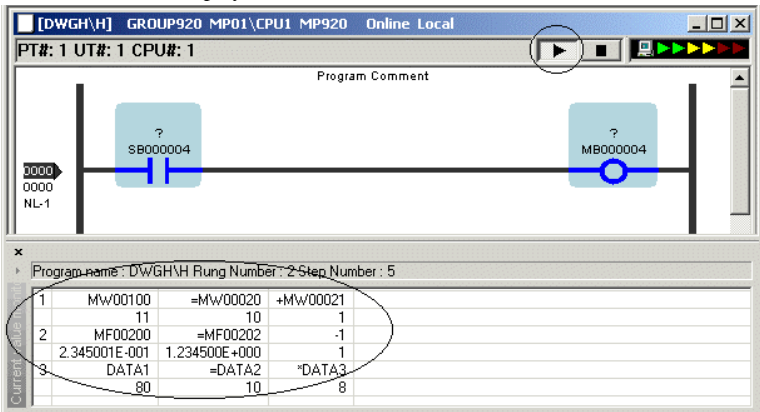 [DWGH\H] GROUP920 MP01\CPU1 MP920 Online Local
PT#: 1 UT#: 1 CPU#: 1
Program Comment
? ?
SB000004 MB000004
0000
0000
NL-1
Program name : DWGH\H Rung Number : 2 Step Number : 5
1 MW00100 =MW00020 +MW00021
11 10 1
2 MF00200 =MF00202 -1
2.345001E-001 1.234500E+000 1
3 DATA1 =DATA2 *DATA3
80 10 8
Current value monito